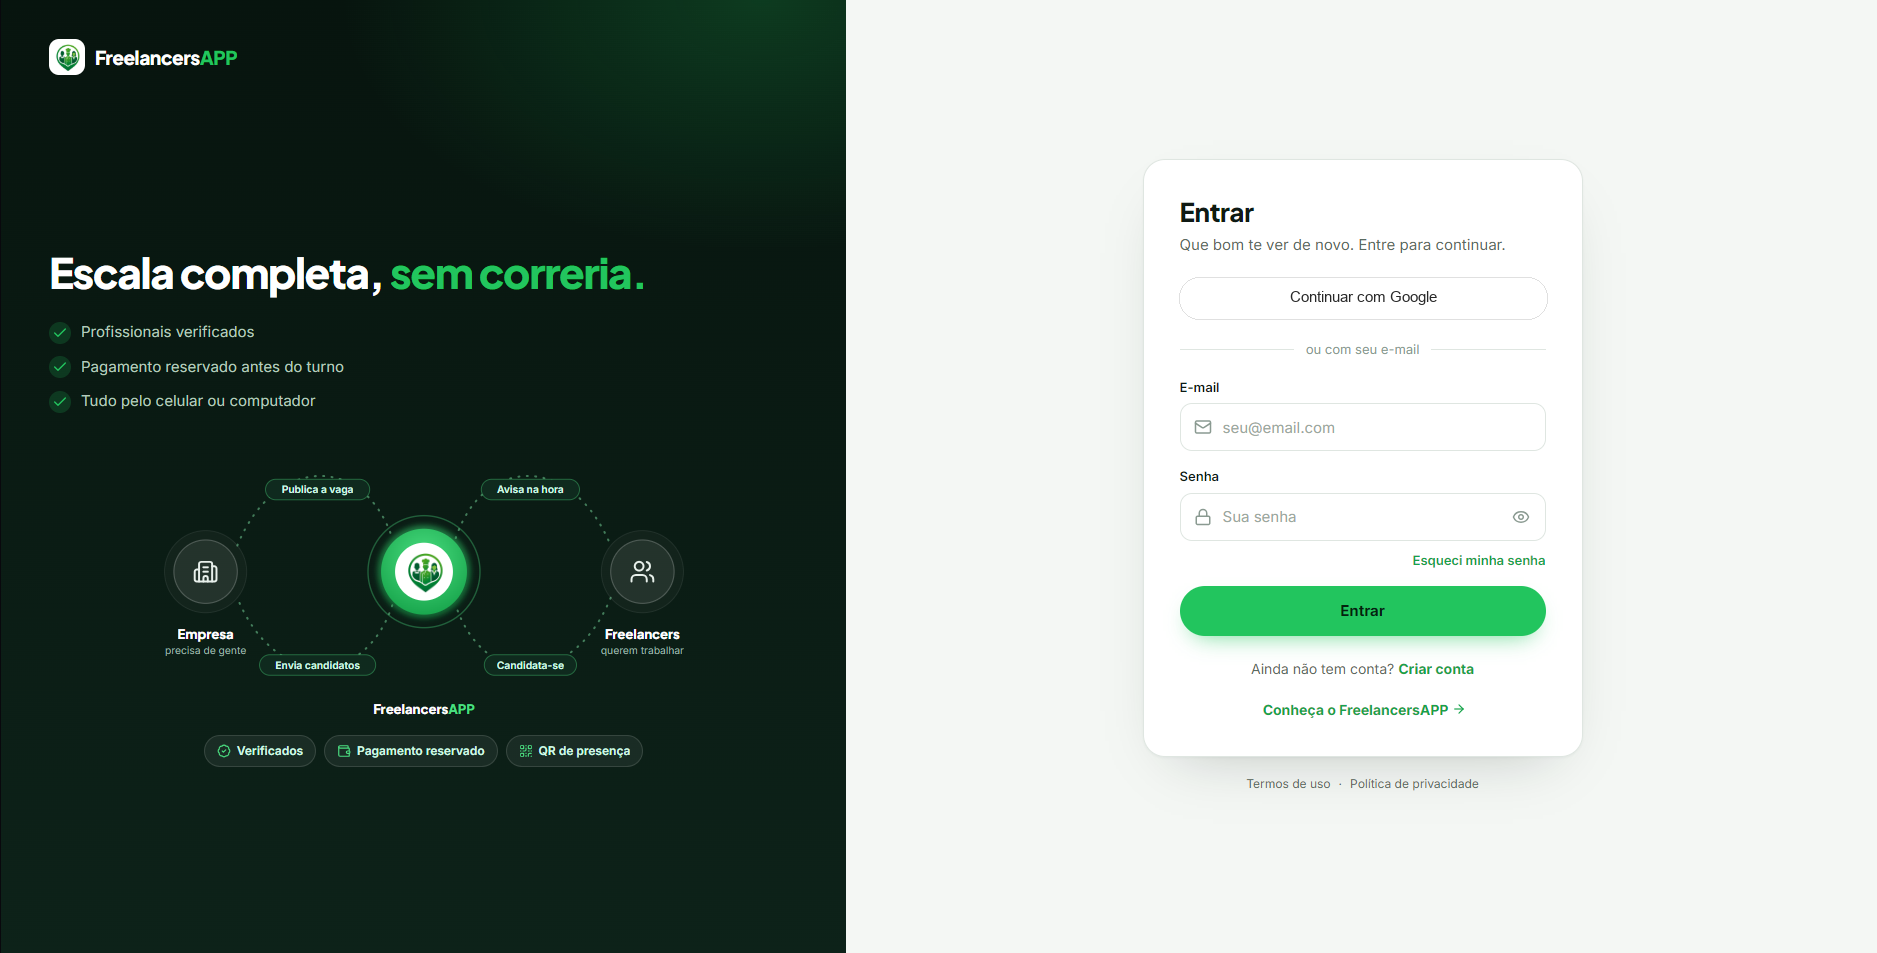 FreelancersAPP
Escala completa, sem correria.
Profissionais verificados
Pagamento reservado antes do turno
Tudo pelo celular ou computador
Publica a vaga
Avisa na hora
Empresa
precisa de gente
Freelancers
querem trabalhar
Envia candidatos
Candidata-se
FreelancersAPP
Verificados
Pagamento reservado
QR de presença
Entrar
Que bom te ver de novo. Entre para continuar.
Continuar com Google
ou com seu e-mail
E-mail
seu@email.com
Senha
Sua senha
Esqueci minha senha
Entrar
Ainda não tem conta? Criar conta
Conheça o FreelancersAPP →
Termos de uso · Política de privacidade